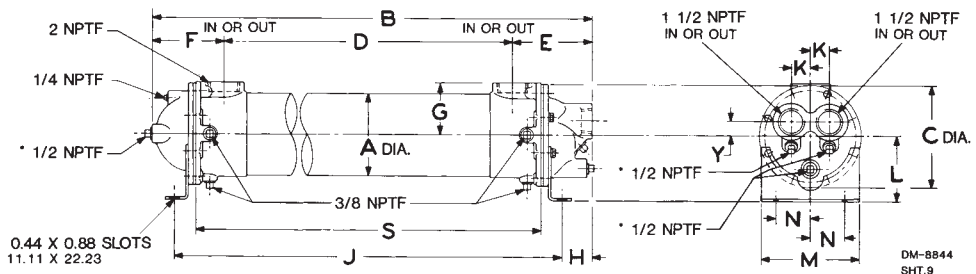 B
1 1/2 NPTF
IN OR OUT
1 1/2 NPTF
IN OR OUT
2 NPTF
F
IN OR OUT
D
IN OR OUT
E
K
K
1/4 NPTF
G
A DIA.
C DIA.
Y
L
* 1/2 NPTF
* 1/2 NPTF
* 1/2 NPTF
3/8 NPTF
S
N
N
0.44 X 0.88 SLOTS
11.11 X 22.23
J
H
M
DM-8844
SHT.9